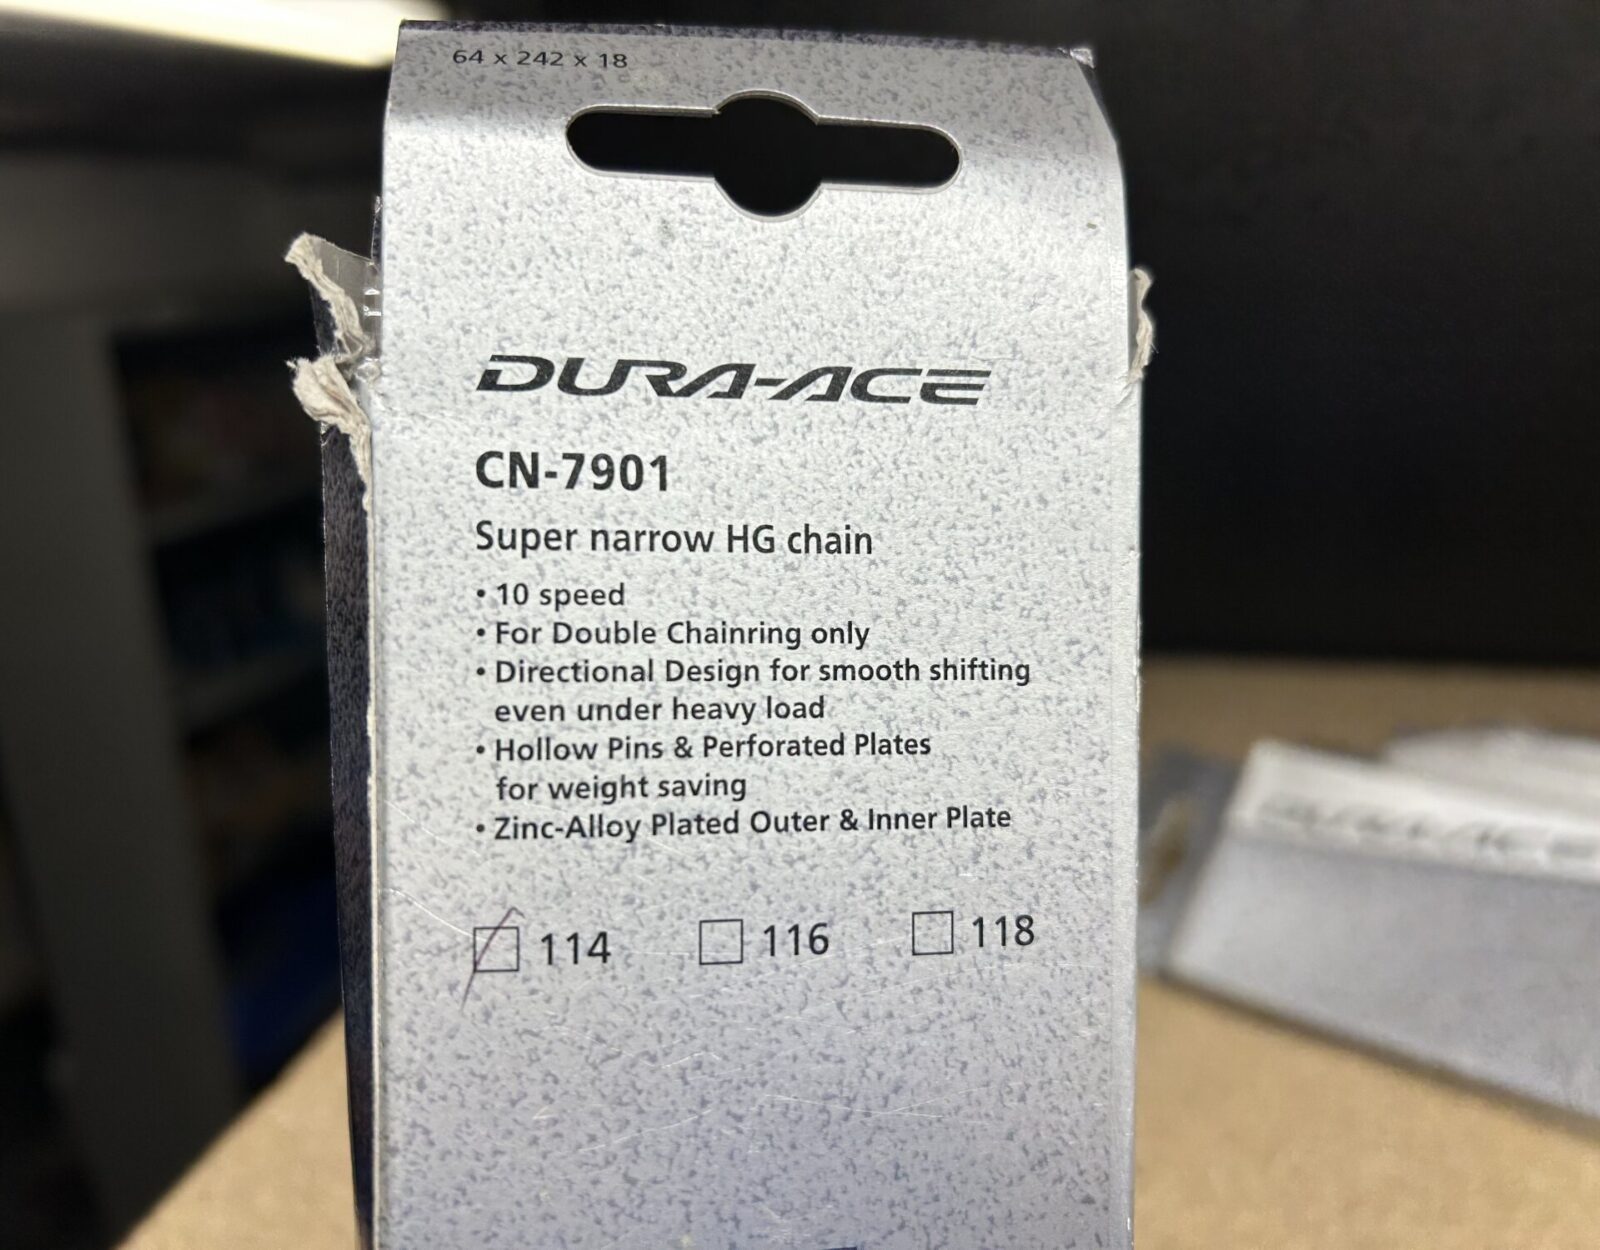 64 x 242 x 18
DURA-ACE
CN-7901
Super narrow HG chain
• 10 speed
• For Double Chainring only
• Directional Design for smooth shifting
even under heavy load
• Hollow Pins & Perforated Plates
for weight saving
• Zinc-Alloy Plated Outer & Inner Plate
114 116 118